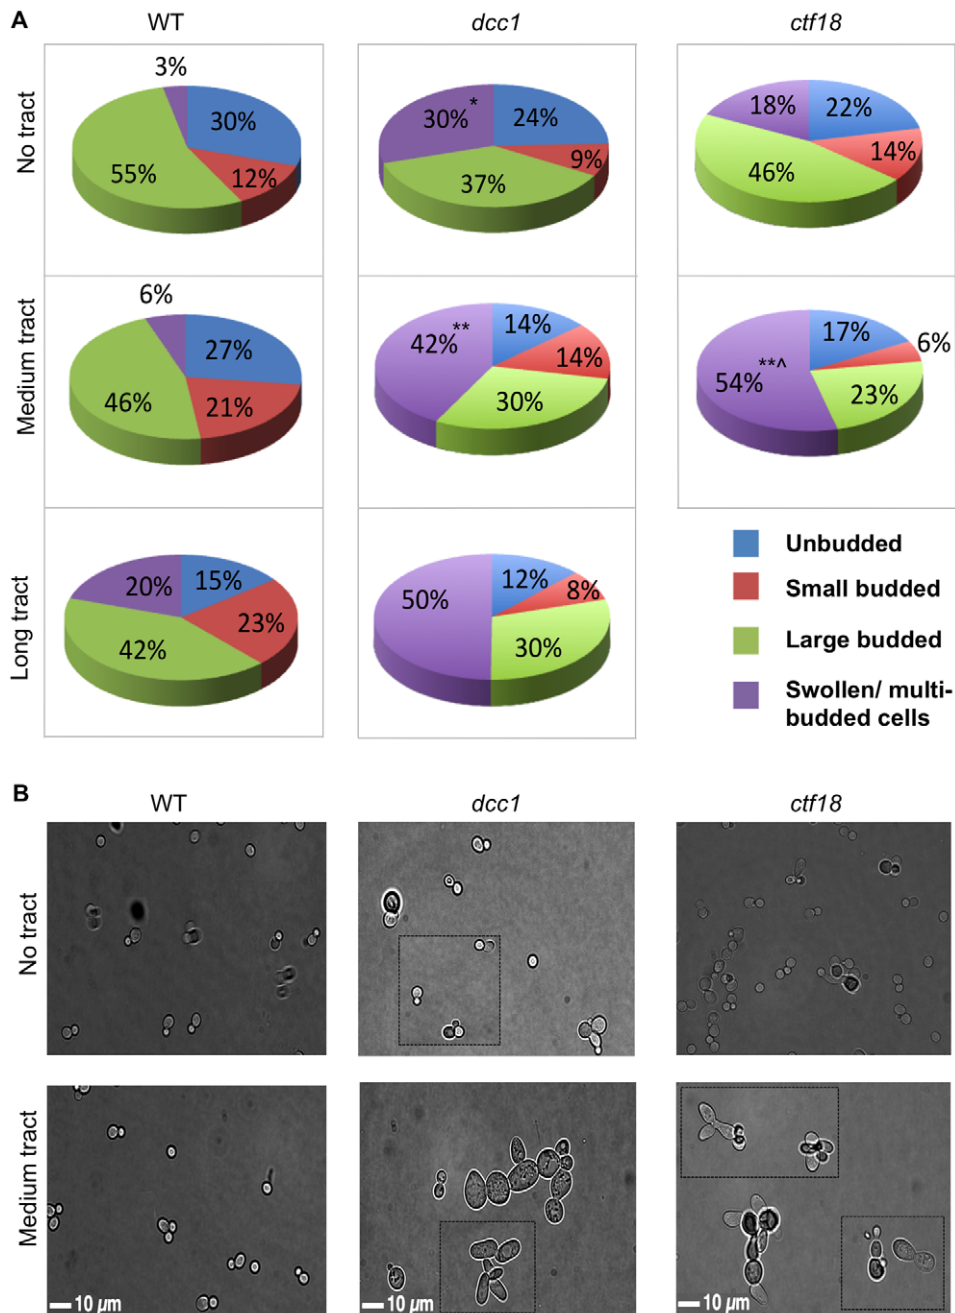 A
WT
dcc1
ctf18
No tract
3%
30%
12%
55%
30%*
24%
9%
37%
18%
22%
14%
46%
Medium tract
6%
27%
21%
46%
42%**
14%
14%
30%
54%**^
17%
6%
23%
Long tract
20%
15%
23%
42%
50%
12%
8%
30%
Unbudded
Small budded
Large budded
Swollen/ multi-
budded cells
B
WT
dcc1
ctf18
No tract
Medium tract
10 µm
10 µm
10 µm